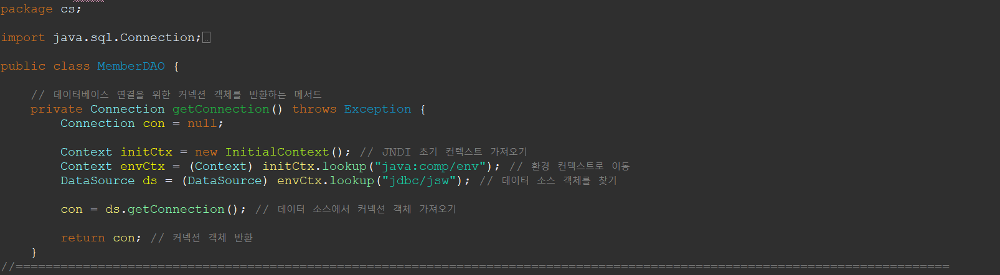 package cs;
import java.sql.Connection;
public class MemberDAO {
// 데이터베이스 연결을 위한 커넥션 객체를 반환하는 메서드
private Connection getConnection() throws Exception {
Connection con = null;
Context initCtx = new InitialContext(); // JNDI 초기 컨텍스트 가져오기
Context envCtx = (Context) initCtx.lookup("java:comp/env"); // 환경 컨텍스트로 이동
DataSource ds = (DataSource) envCtx.lookup("jdbc/jsw"); // 데이터 소스 객체를 찾기
con = ds.getConnection(); // 데이터 소스에서 커넥션 객체 가져오기
return con; // 커넥션 객체 반환
}
//=============================================================================================================================